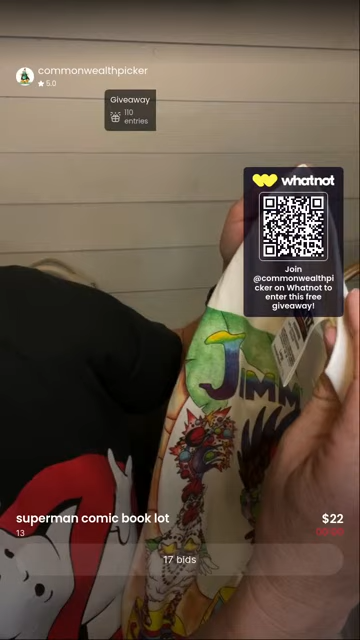 commonwealthpicker
5.0
Giveaway
110
entries
whatnot
Join
@commonwealthpi
cker on Whatnot to
enter this free
giveaway!
JIMM
superman comic book lot
$22
13
17 bids